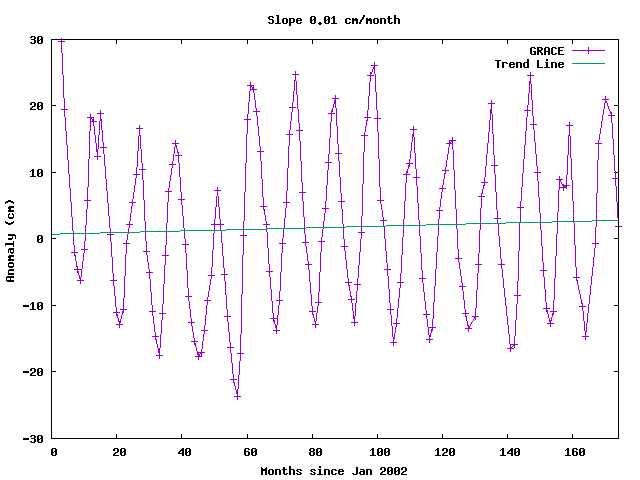 Slope 0.01 cm/month
GRACE
Trend Line
30
20
10
0
-10
-20
-30
Anomaly (cm)
0 20 40 60 80 100 120 140 160
Months since Jan 2002